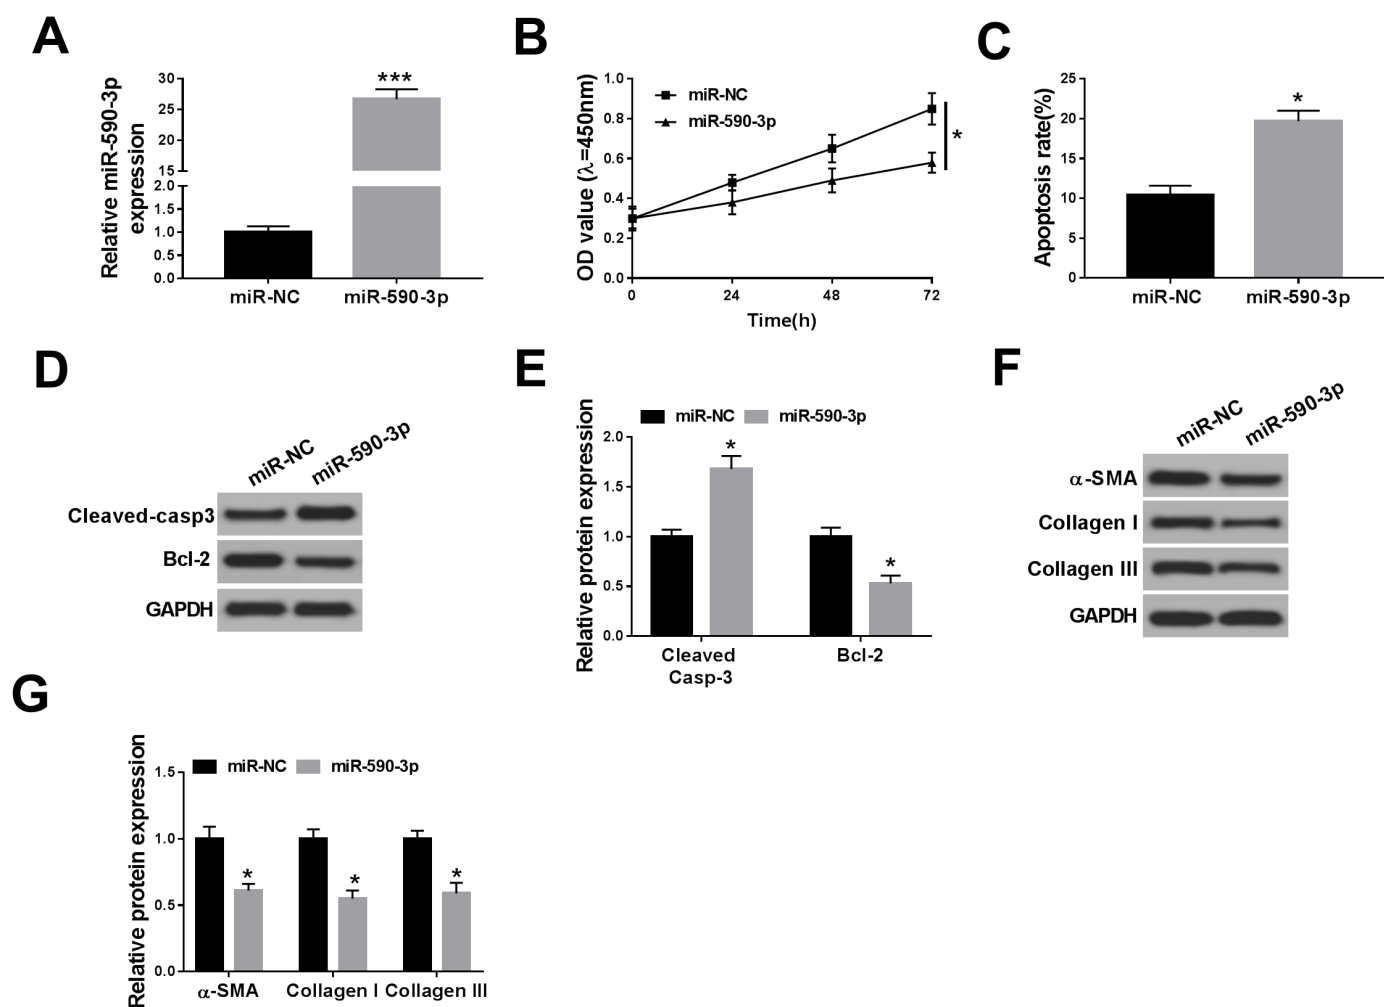 A
Relative miR-590-3p
expression
30
25
20
15
2.0
1.5
1.0
0.5
0.0
***
miR-NC
miR-590-3p
B
OD value (λ=450nm)
1.0
0.8
0.6
0.4
0.2
0.0
miR-NC
miR-590-3p
*
0
24
48
72
Time(h)
C
Apoptosis rate(%)
25
20
15
10
5
0
*
miR-NC
miR-590-3p
D
miR-NC
miR-590-3p
Cleaved-casp3
Bcl-2
GAPDH
E
Relative protein expression
miR-NC
miR-590-3p
2.0
1.5
1.0
0.5
0.0
*
*
Cleaved
Casp-3
Bcl-2
F
miR-NC
miR-590-3p
α-SMA
Collagen I
Collagen III
GAPDH
G
Relative protein expression
miR-NC
miR-590-3p
1.5
1.0
0.5
0.0
*
*
*
α-SMA
Collagen I
Collagen III